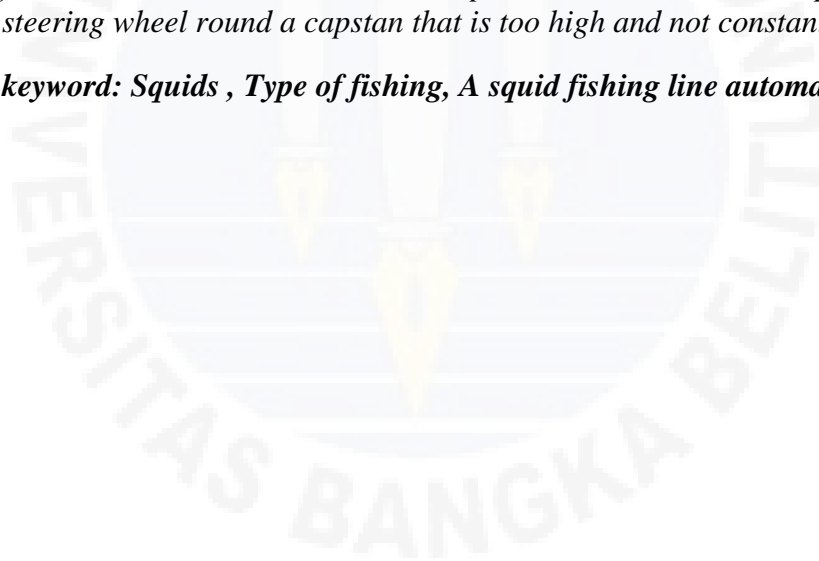 steering wheel round a capstan that is too high and not constan
keyword: Squids , Type of fishing, A squid fishing line automa
UNIVERSITAS BANGKA BELITUNG